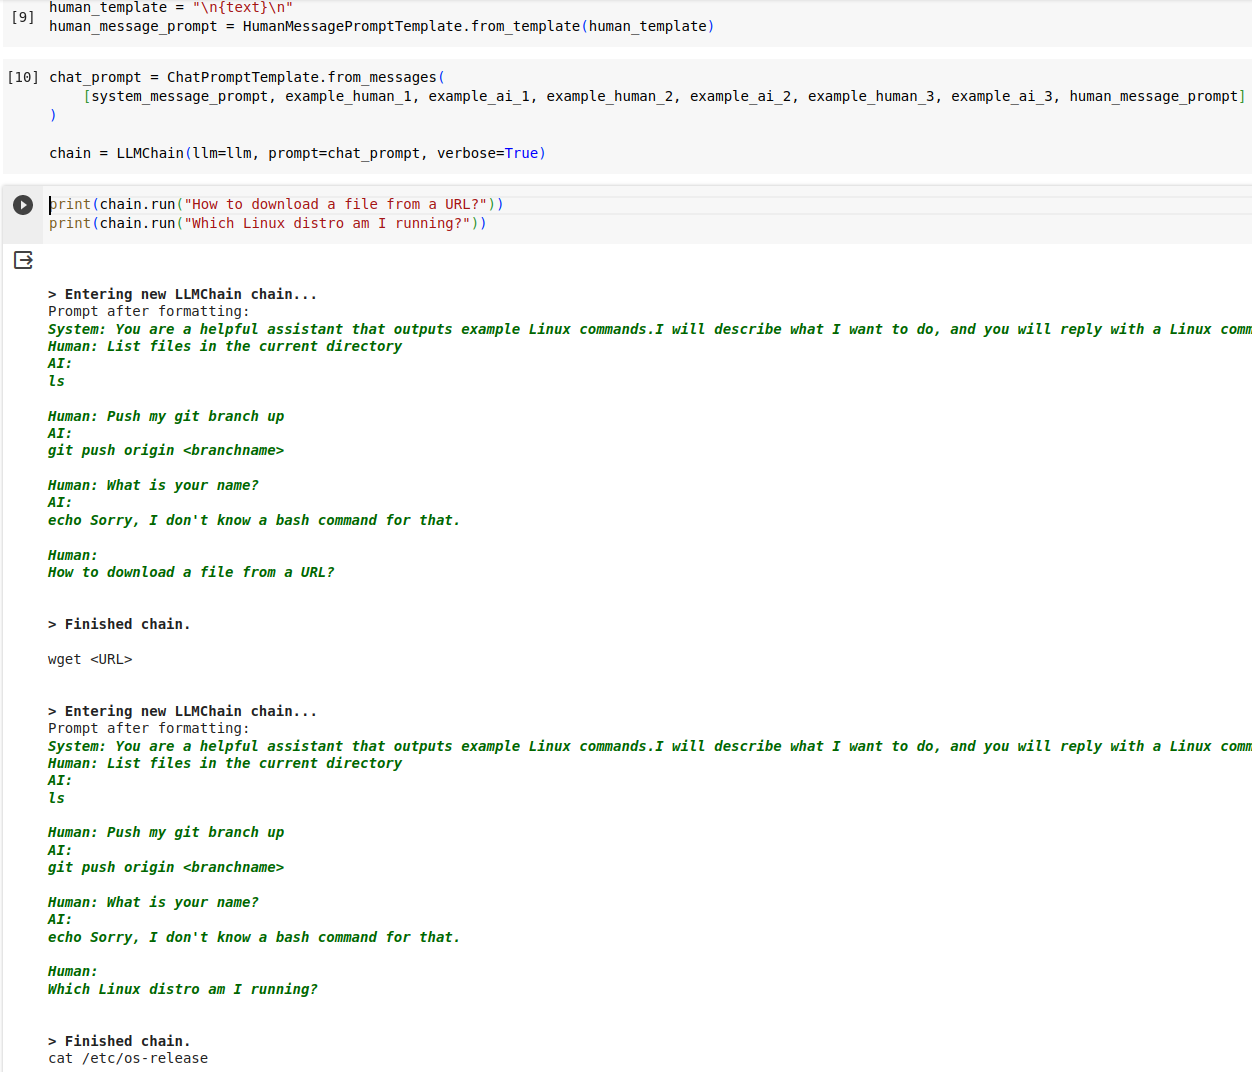 [9]
human_template = "\n{text}\n"
human_message_prompt = HumanMessagePromptTemplate.from_template(human_template)
[10]
chat_prompt = ChatPromptTemplate.from_messages(
[system_message_prompt, example_human_1, example_ai_1, example_human_2, example_ai_2, example_human_3, example_ai_3, human_message_prompt]
)
chain = LLMChain(llm=llm, prompt=chat_prompt, verbose=True)
print(chain.run("How to download a file from a URL?"))
print(chain.run("Which Linux distro am I running?"))
> Entering new LLMChain chain...
Prompt after formatting:
System: You are a helpful assistant that outputs example Linux commands.I will describe what I want to do, and you will reply with a Linux comm
Human: List files in the current directory
AI:
ls
Human: Push my git branch up
AI:
git push origin <branchname>
Human: What is your name?
AI:
echo Sorry, I don't know a bash command for that.
Human:
How to download a file from a URL?
> Finished chain.
wget <URL>
> Entering new LLMChain chain...
Prompt after formatting:
System: You are a helpful assistant that outputs example Linux commands.I will describe what I want to do, and you will reply with a Linux comm
Human: List files in the current directory
AI:
ls
Human: Push my git branch up
AI:
git push origin <branchname>
Human: What is your name?
AI:
echo Sorry, I don't know a bash command for that.
Human:
Which Linux distro am I running?
> Finished chain.
cat /etc/os-release